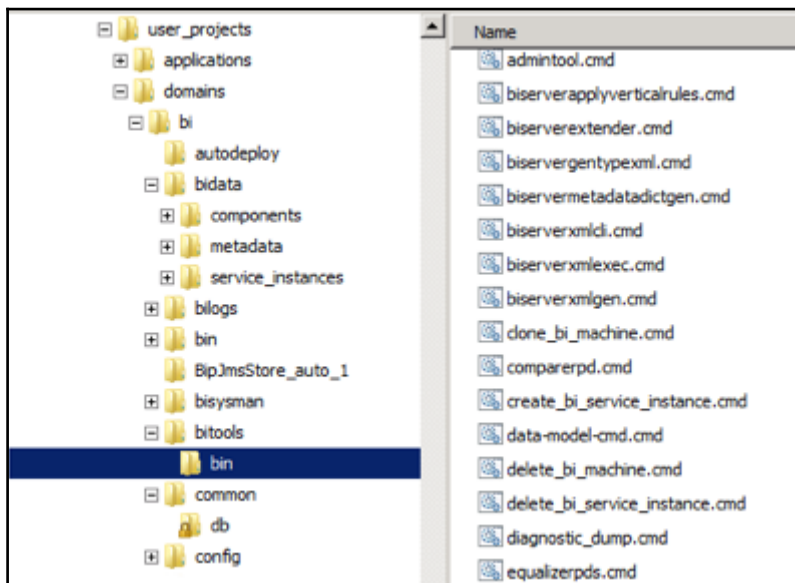 user_projects
applications
domains
bi
autodeploy
bidata
components
metadata
service_instances
bilogs
bin
BipJmsStore_auto_1
bisysman
bitools
bin
common
db
config
Name
admintool.cmd
biserverapplyverticalrules.cmd
biserverextender.cmd
biservergentypexml.cmd
biservermetadatadictgen.cmd
biserverxmlcli.cmd
biserverxmlexec.cmd
biserverxmlgen.cmd
clone_bi_machine.cmd
comparerpd.cmd
create_bi_service_instance.cmd
data-model-cmd.cmd
delete_bi_machine.cmd
delete_bi_service_instance.cmd
diagnostic_dump.cmd
equalizerpds.cmd